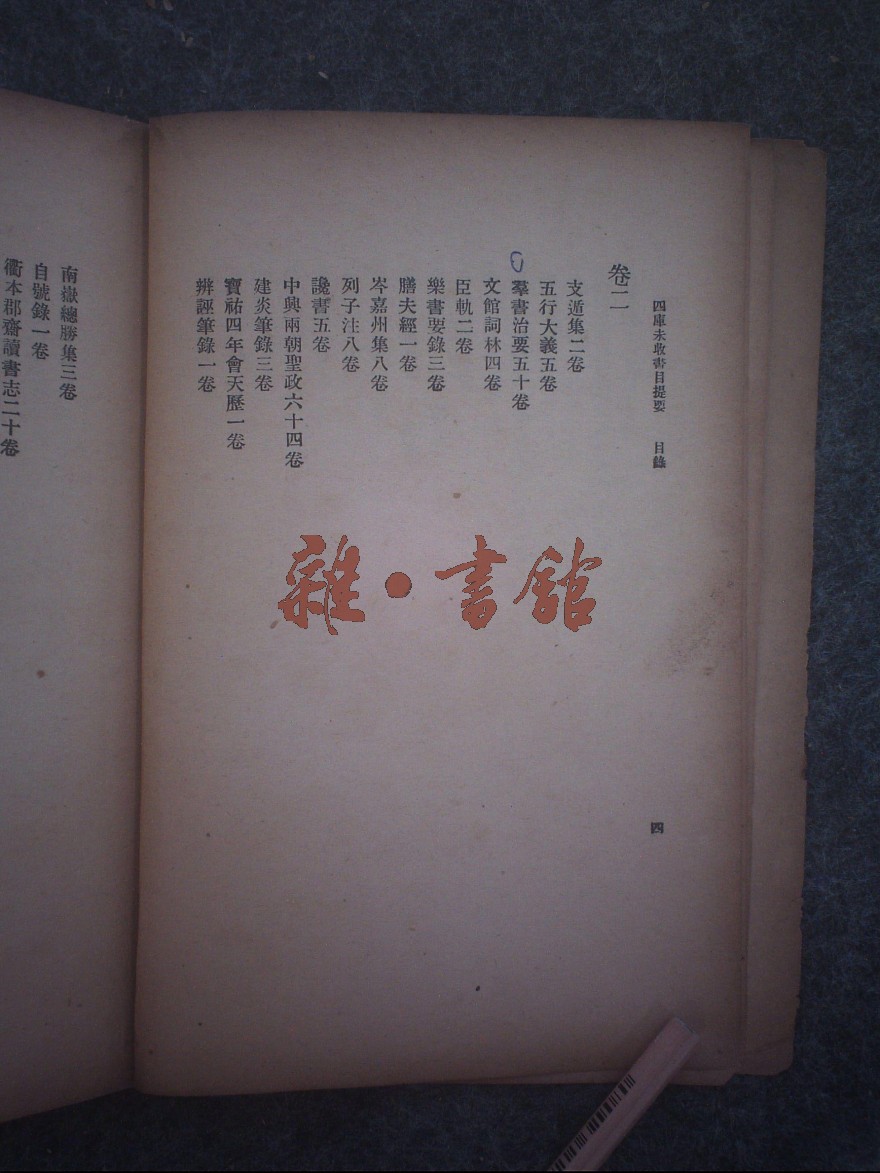 四庫未收書目提要 目錄
四
卷二
支遁集二卷
五行大義五卷
羣書治要五十卷
文館詞林四卷
臣軌二卷
樂書要錄三卷
膳夫經一卷
岑嘉州集八卷
列子注八卷
讒書五卷
中興兩朝聖政六十四卷
建炎筆錄三卷
寶祐四年會天歷一卷
辨誣筆錄一卷
南嶽總勝集三卷
自號錄一卷
衢本郡齋讀書志二十卷
雜·書館